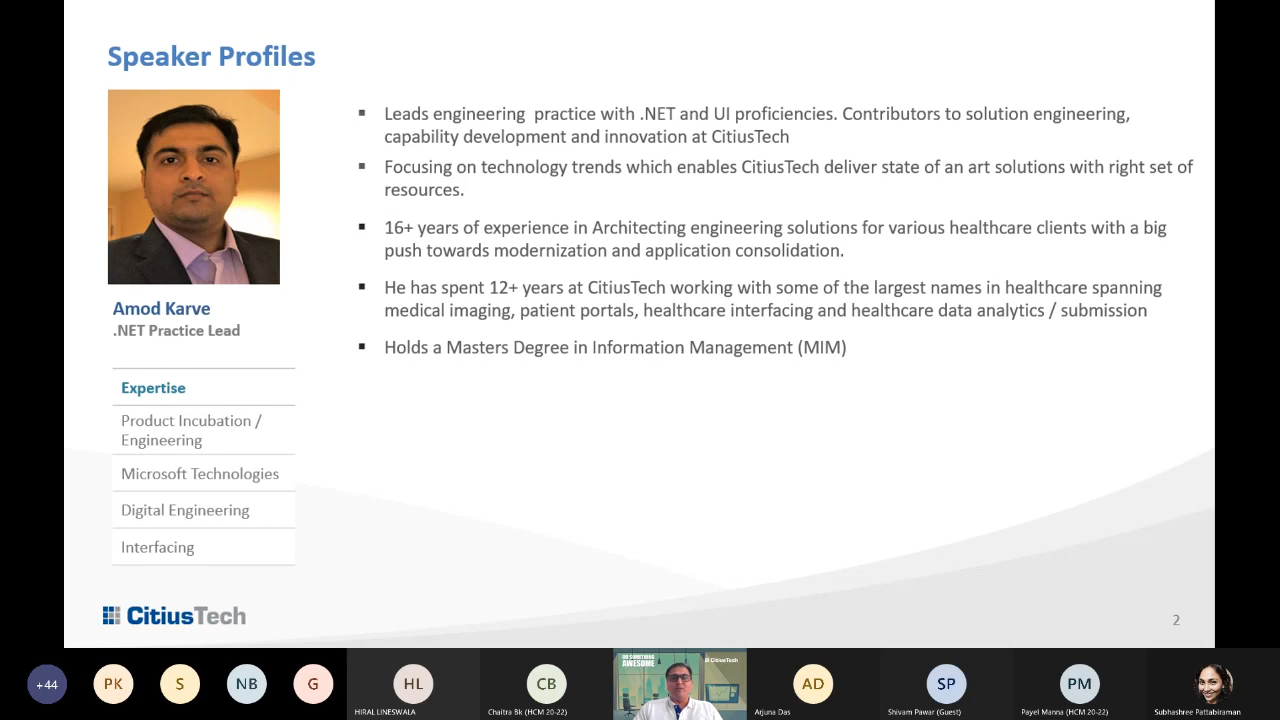 Speaker Profiles
Leads engineering practice with .NET and UI proficiencies. Contributors to solution engineering,
capability development and innovation at CitiusTech
Focusing on technology trends which enables CitiusTech deliver state of an art solutions with right set of
resources.
16+ years of experience in Architecting engineering solutions for various healthcare clients with a big
push towards modernization and application consolidation.
He has spent 12+ years at CitiusTech working with some of the largest names in healthcare spanning
medical imaging, patient portals, healthcare interfacing and healthcare data analytics / submission
Holds a Masters Degree in Information Management (MIM)
Amod Karve
.NET Practice Lead
Expertise
Product Incubation /
Engineering
Microsoft Technologies
Digital Engineering
Interfacing
CitiusTech
2
+44
PK
S
NB
G
HL
HIRAL LINESWALA
CB
Chaitra Bk (HCM 20-22)
DO SOMETHING
AWESOME
CitiusTech
AD
Arjuna Das
SP
Shivam Pawar (Guest)
PM
Payel Manna (HCM 20-22)
Subhashree Pattabiraman